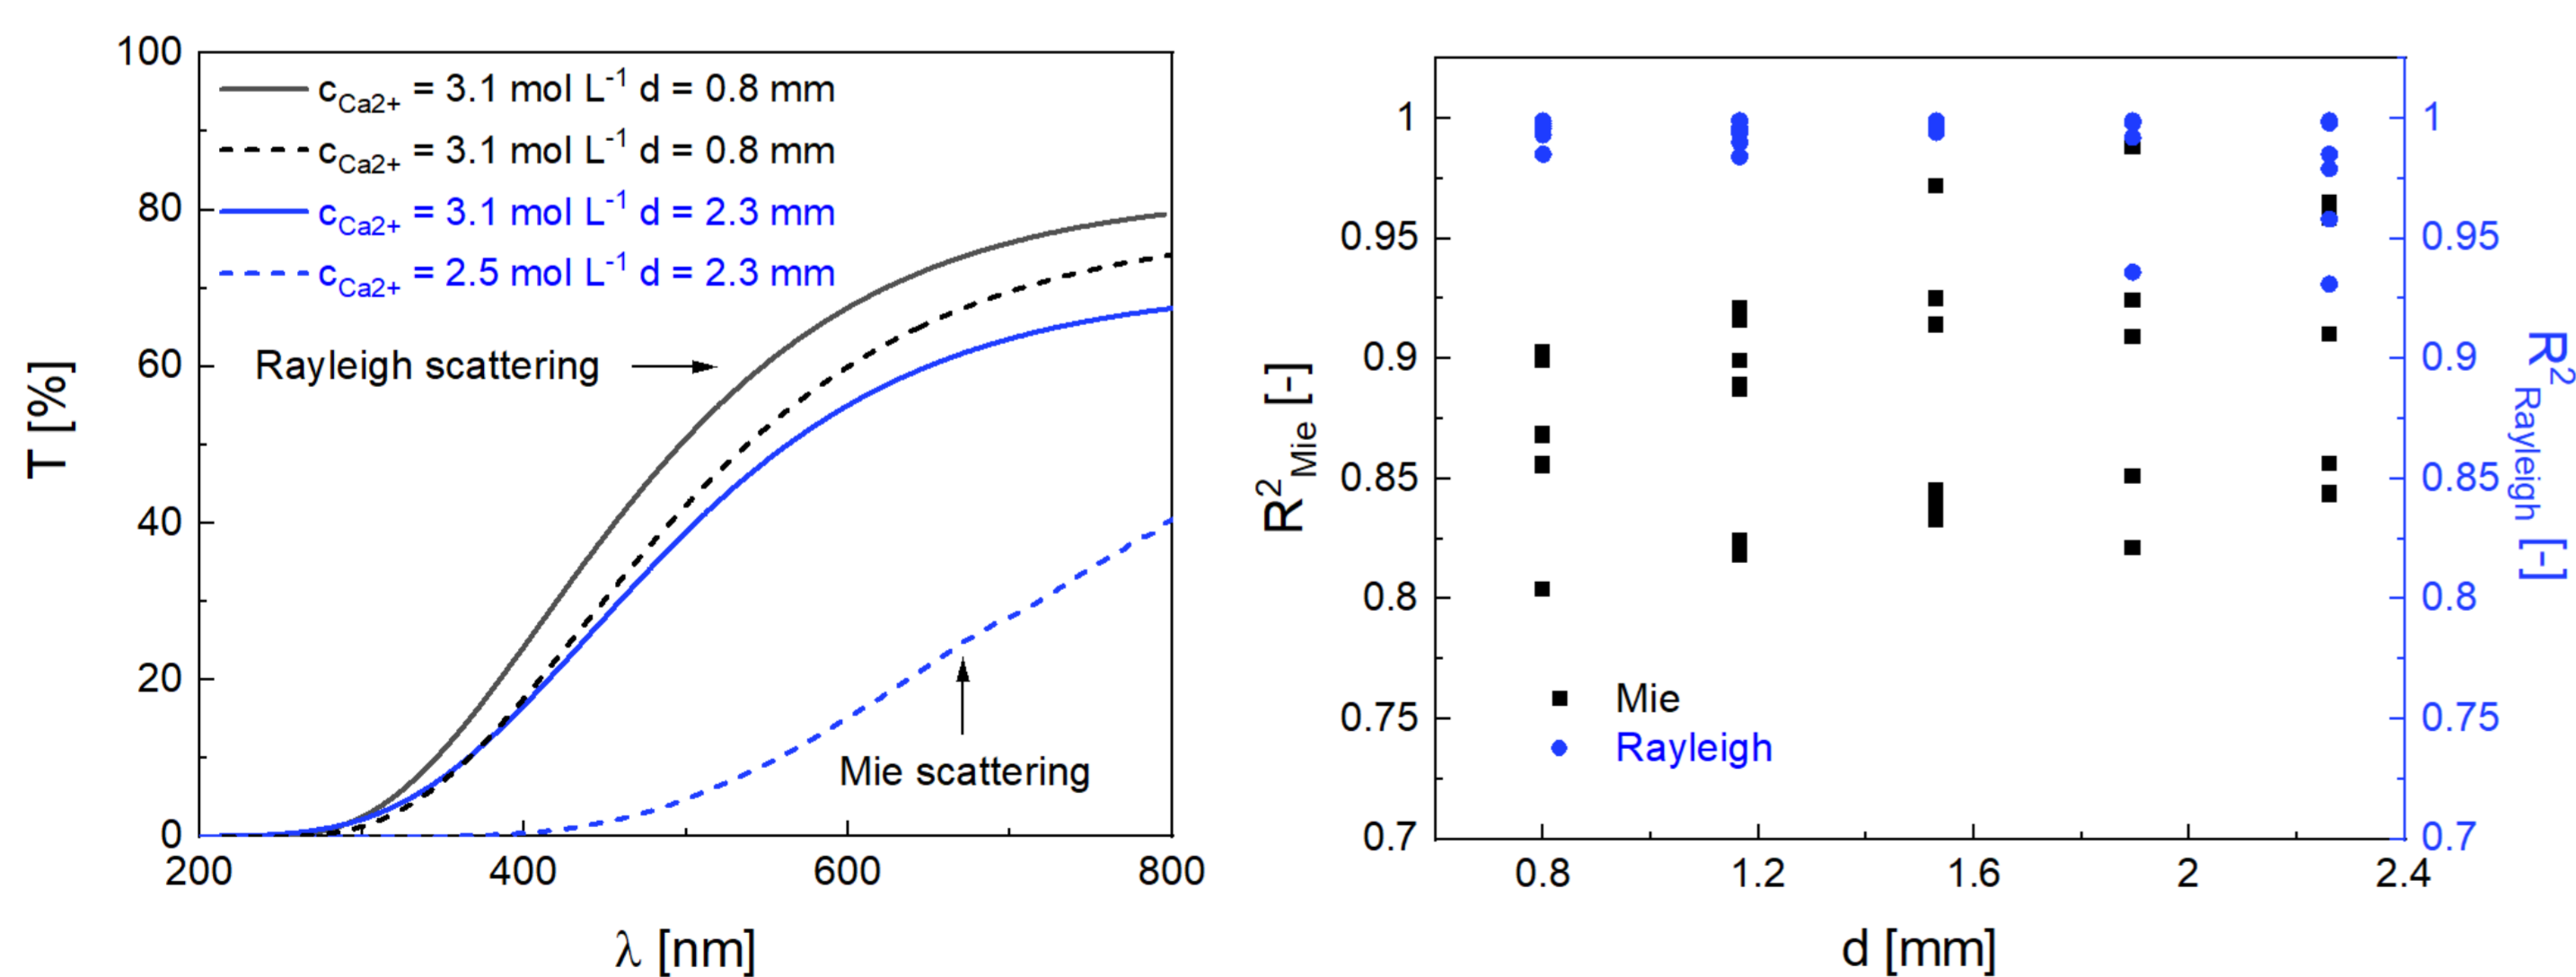 100
80
60
40
20
0
T [%]
c_Ca2+ = 3.1 mol L^-1 d = 0.8 mm
c_Ca2+ = 3.1 mol L^-1 d = 0.8 mm
c_Ca2+ = 3.1 mol L^-1 d = 2.3 mm
c_Ca2+ = 2.5 mol L^-1 d = 2.3 mm
Rayleigh scattering
Mie scattering
200 400 600 800
λ [nm]
1
0.95
0.9
0.85
0.8
0.75
0.7
R²_Mie [-]
Mie
Rayleigh
0.8 1.2 1.6 2 2.4
d [mm]
1
0.95
0.9
0.85
0.8
0.75
0.7
R²_Rayleigh [-]